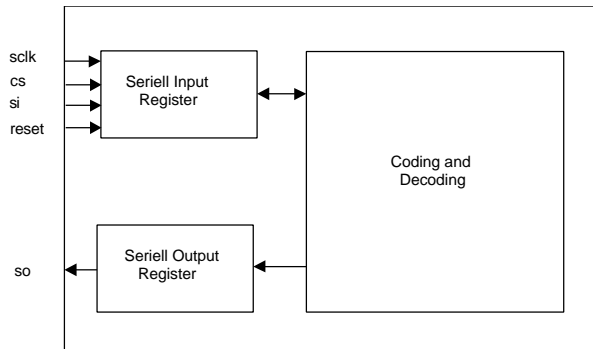 sclk
cs
si
reset
Seriell Input
Register
Coding and
Decoding
Seriell Output
Register
so